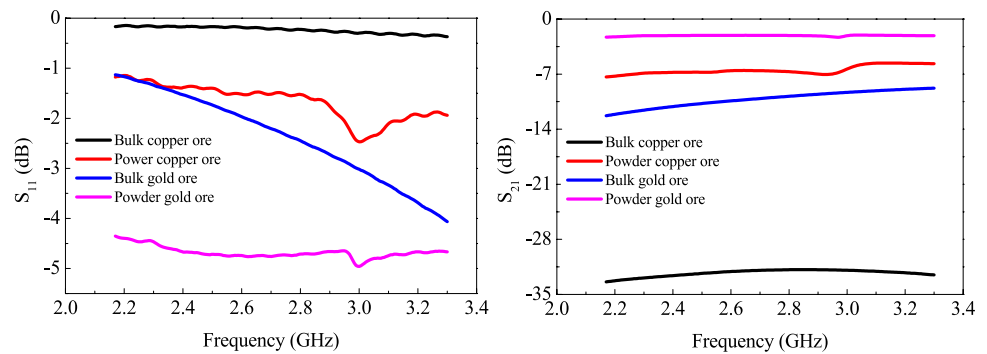 0
-1
-2
-3
-4
-5
S11 (dB)
Bulk copper ore
Power copper ore
Bulk gold ore
Powder gold ore
2.0 2.2 2.4 2.6 2.8 3.0 3.2 3.4
Frequency (GHz)
0
-7
-14
-21
-28
-35
S21 (dB)
Bulk copper ore
Powder copper ore
Bulk gold ore
Powder gold ore
2.0 2.2 2.4 2.6 2.8 3.0 3.2 3.4
Frequency (GHz)